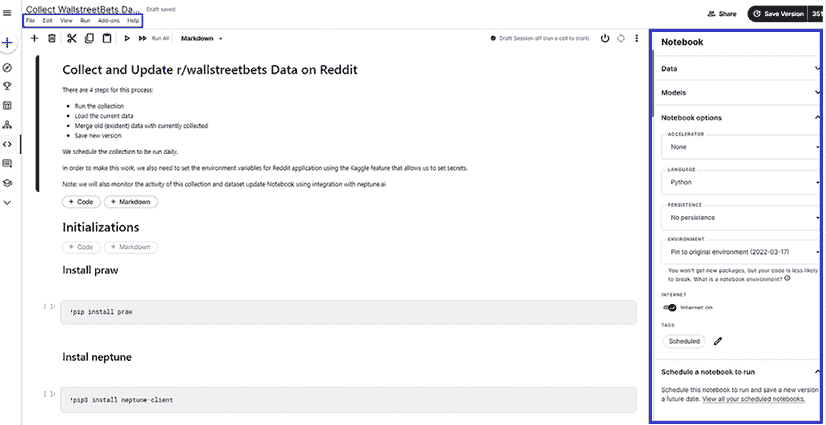 Collect WallstreetBets Da... Draft saved
File Edit View Run Add-ons Help
Share Save Version 351
Run All Markdown Draft Session off (run a cell to start)
Collect and Update r/wallstreetbets Data on Reddit
There are 4 steps for this process:
Run the collection
Load the current data
Merge old (existent) data with currently collected
Save new version
We schedule the collection to be run daily.
In order to make this work, we also need to set the environment variables for Reddit application using the Kaggle feature that allows us to set secrets.
Note: we will also monitor the activity of this collection and dataset update Notebook using integration with neptune.ai
+ Code + Markdown
Initializations
+ Code + Markdown
Install praw
[ ]: !pip install praw
Instal neptune
[ ]: !pip3 install neptune-client
Notebook
Data
Models
Notebook options
ACCELERATOR
None
LANGUAGE
Python
PERSISTENCE
No persistence
ENVIRONMENT
Pin to original environment (2022-03-17)
You won't get new packages, but your code is less likely
to break. What is a notebook environment?
INTERNET
Internet on
TAGS
Scheduled
Schedule a notebook to run
Schedule this notebook to run and save a new version
a future date. View all your scheduled notebooks.